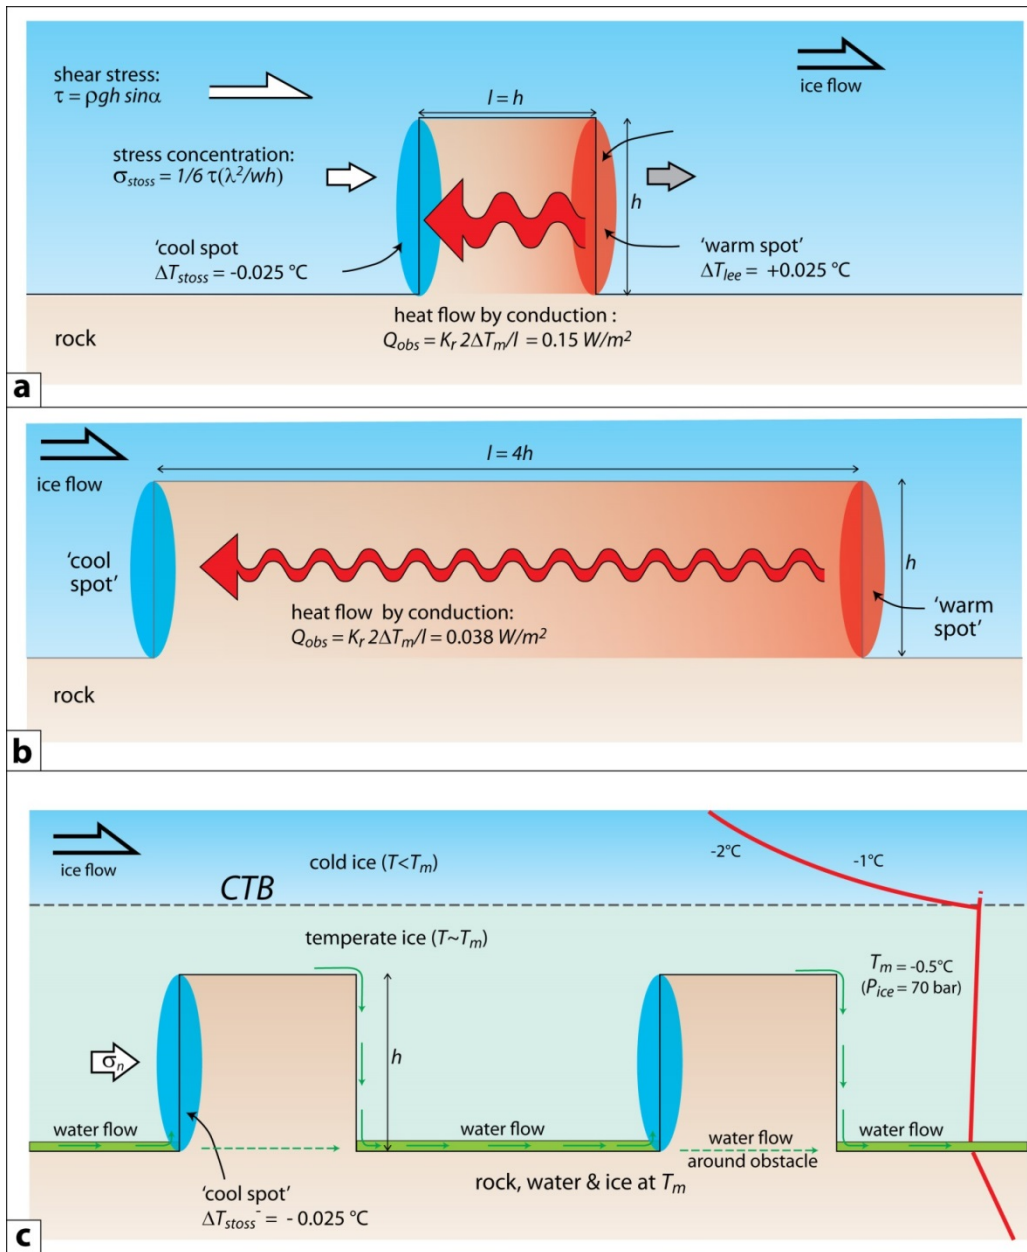 shear stress:
τ = ρgh sinα
ice flow
l = h
stress concentration:
σstoss = 1/6 τ(λ²/wh)
h
'cool spot
ΔTstoss = -0.025 °C
'warm spot'
ΔTlee = +0.025 °C
heat flow by conduction :
Qobs = Kr 2ΔTm/l = 0.15 W/m²
rock
a
ice flow
l = 4h
'cool
spot'
h
heat flow by conduction:
Qobs = Kr 2ΔTm/l = 0.038 W/m²
'warm
spot'
rock
b
ice flow
cold ice (T<Tm)
-2°C
-1°C
CTB
temperate ice (T~Tm)
Tm = -0.5°C
(Pice = 70 bar)
σn
h
water flow
water flow
water flow
around obstacle
water flow
rock, water & ice at Tm
'cool spot'
ΔTstoss- = - 0.025 °C
c